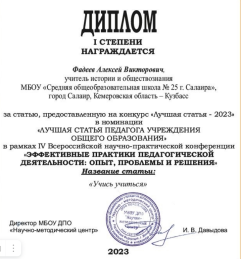 ДИПЛОМ
I СТЕПЕНИ
НАГРАЖДАЕТСЯ
Фадеев Алексей Викторович,
учитель истории и обществознания
МБОУ «Средняя общеобразовательная школа № 25 г. Салаира»,
город Салаир, Кемеровская область – Кузбасс
за статью, предоставленную на конкурс «Лучшая статья - 2023»
в номинации
«ЛУЧШАЯ СТАТЬЯ ПЕДАГОГА УЧРЕЖДЕНИЯ
ОБЩЕГО ОБРАЗОВАНИЯ»
в рамках IV Всероссийской научно-практической конференции
«ЭФФЕКТИВНЫЕ ПРАКТИКИ ПЕДАГОГИЧЕСКОЙ
ДЕЯТЕЛЬНОСТИ: ОПЫТ, ПРОБЛЕМЫ И РЕШЕНИЯ»
Название статьи:
«Учись учиться»
Директор МБОУ ДПО
«Научно-методический центр»
И. В. Давыдова
2023